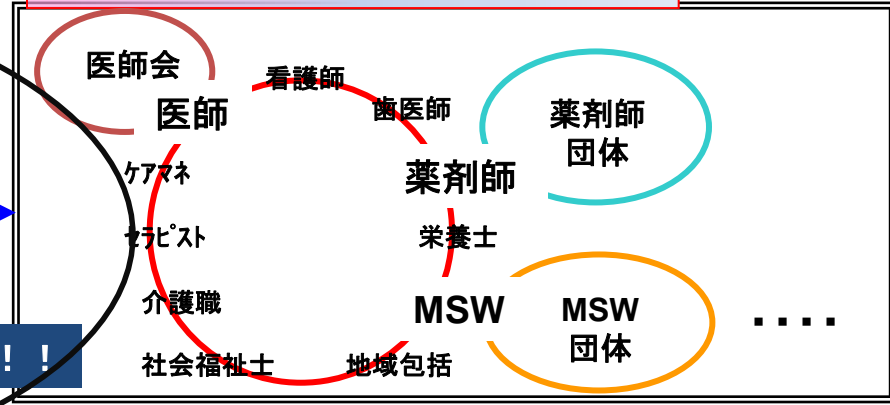 医師会
医師
看護師
歯医師
薬剤師
薬剤師
団体
ケアマネ
セラピスト
栄養士
介護職
MSW
MSW
団体
社会福祉士
地域包括
！！
．．．．